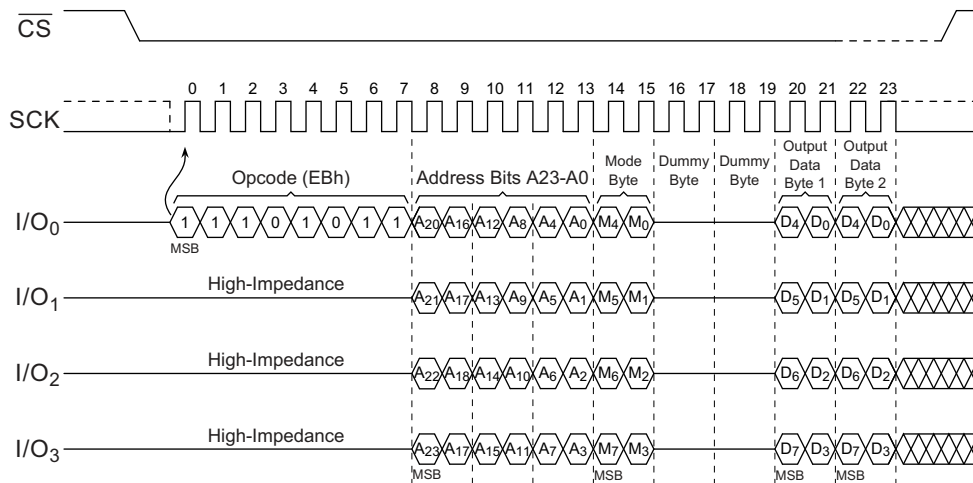 CS
0 1 2 3 4 5 6 7 8 9 10 11 12 13 14 15 16 17 18 19 20 21 22 23
SCK
Opcode (EBh)
Address Bits A23-A0
Mode
Byte
Dummy
Byte
Dummy
Byte
Output
Data
Byte 1
Output
Data
Byte 2
I/O0 1 1 1 0 1 0 1 1 A20 A16 A12 A8 A4 A0 M4 M0 D4 D0 D4 D0
MSB
I/O1 High-Impedance A21 A17 A13 A9 A5 A1 M5 M1 D5 D1 D5 D1
I/O2 High-Impedance A22 A18 A14 A10 A6 A2 M6 M2 D6 D2 D6 D2
I/O3 High-Impedance A23 A17 A15 A11 A7 A3 M7 M3 D7 D3 D7 D3
MSB MSB MSB MSB